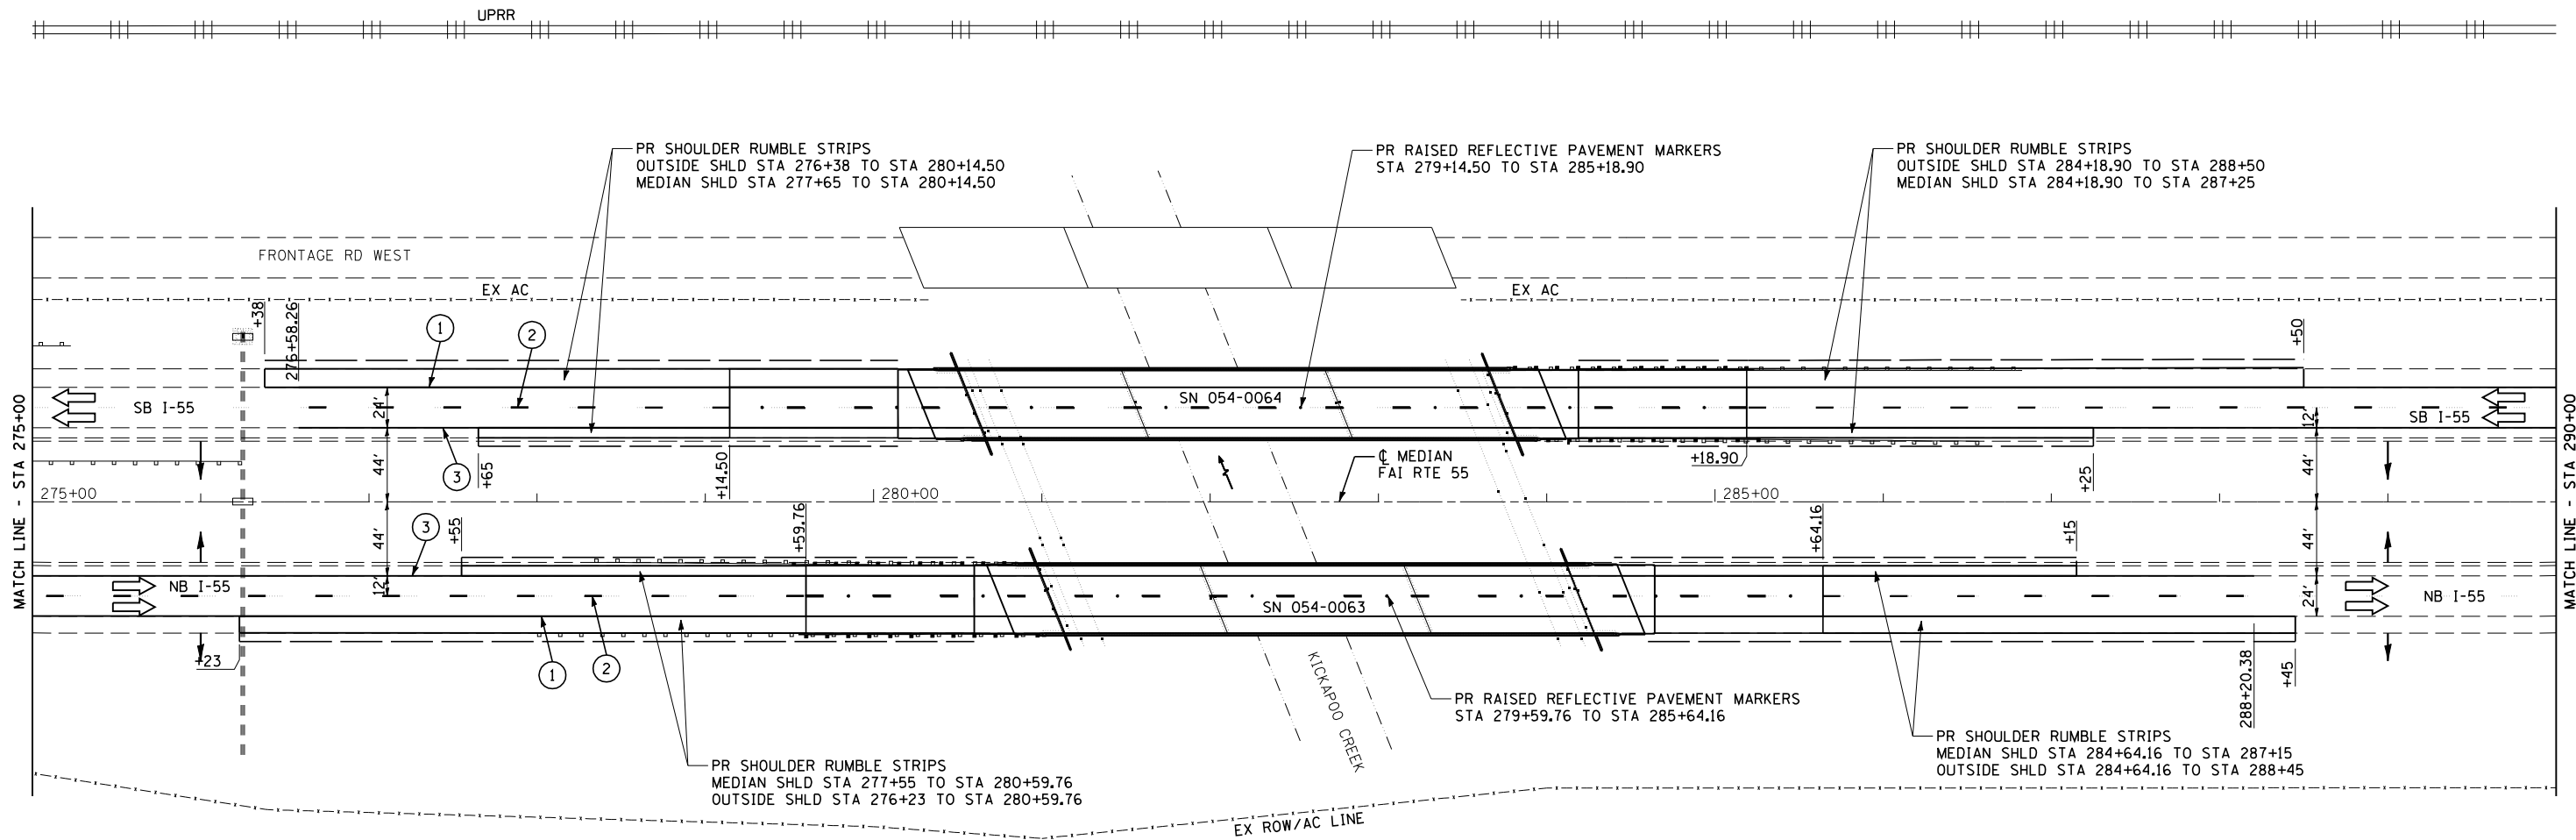 UPRR
PR SHOULDER RUMBLE STRIPS
OUTSIDE SHLD STA 276+38 TO STA 280+14.50
MEDIAN SHLD STA 277+65 TO STA 280+14.50
PR RAISED REFLECTIVE PAVEMENT MARKERS
STA 279+14.50 TO STA 285+18.90
PR SHOULDER RUMBLE STRIPS
OUTSIDE SHLD STA 284+18.90 TO STA 288+50
MEDIAN SHLD STA 284+18.90 TO STA 287+25
FRONTAGE RD WEST
EX AC
EX AC
+38
276+58.26
1
2
+50
MATCH LINE - STA 275+00
SB I-55
24'
SN 054-0064
12'
SB I-55
MATCH LINE - STA 290+00
44'
3
+65
+14.50
℄ MEDIAN
FAI RTE 55
+18.90
+25
44'
275+00
280+00
285+00
3
44'
+55
+59.76
+64.16
+15
44'
NB I-55
12'
SN 054-0063
24'
NB I-55
+23
1
2
KICKAPOO CREEK
288+20.38
+45
PR RAISED REFLECTIVE PAVEMENT MARKERS
STA 279+59.76 TO STA 285+64.16
PR SHOULDER RUMBLE STRIPS
MEDIAN SHLD STA 284+64.16 TO STA 287+15
OUTSIDE SHLD STA 284+64.16 TO STA 288+45
PR SHOULDER RUMBLE STRIPS
MEDIAN SHLD STA 277+55 TO STA 280+59.76
OUTSIDE SHLD STA 276+23 TO STA 280+59.76
EX ROW/AC LINE